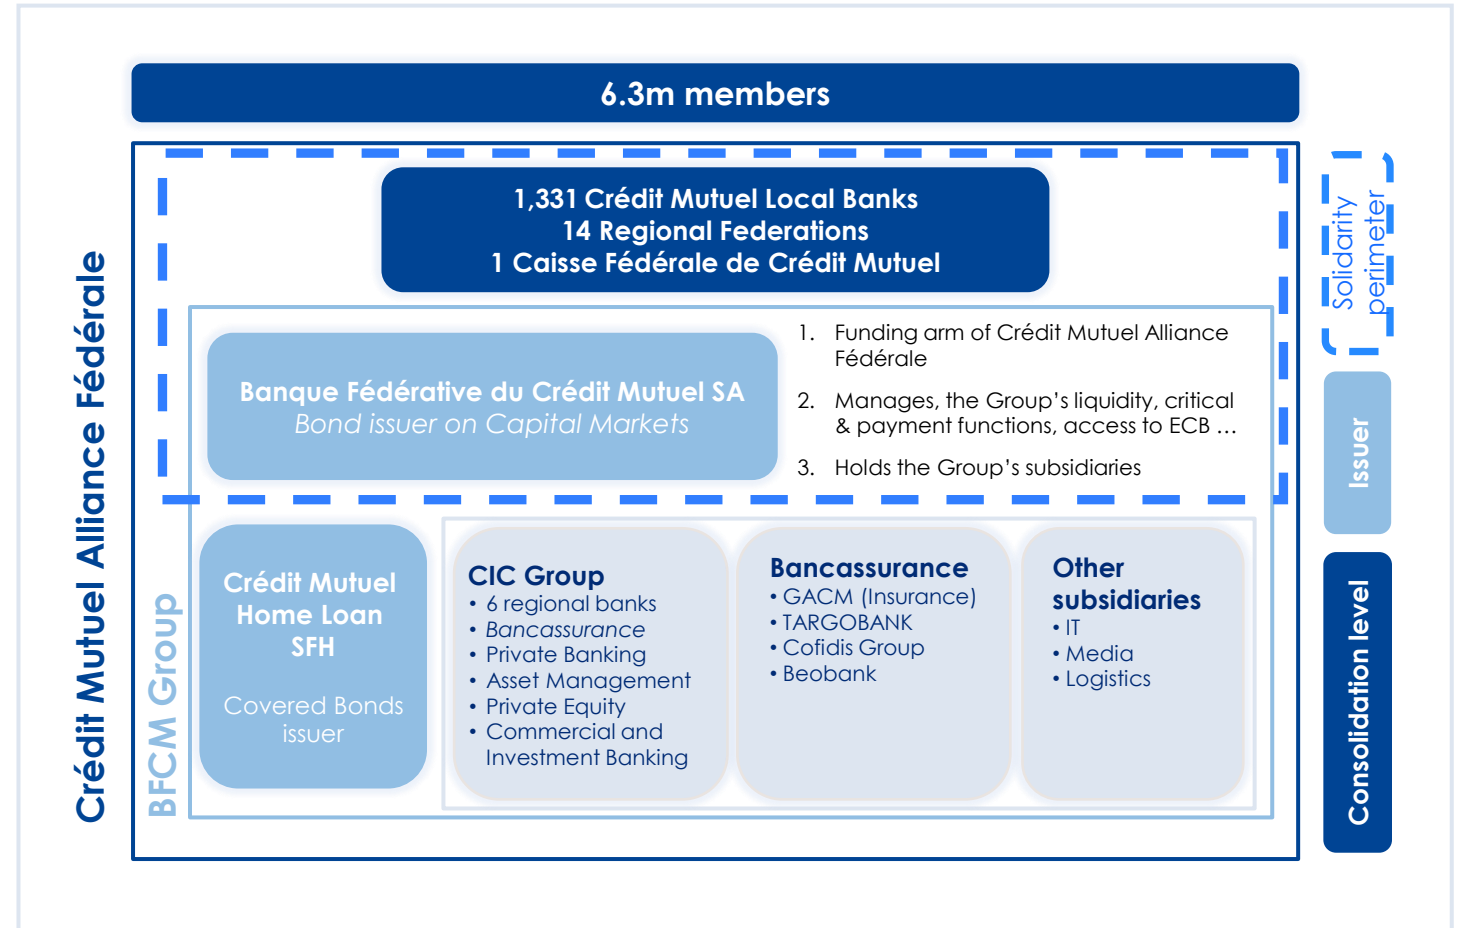 6.3m members
Crédit Mutuel Alliance Fédérale
1,331 Crédit Mutuel Local Banks
14 Regional Federations
1 Caisse Fédérale de Crédit Mutuel
Solidarity
perimeter
Banque Fédérative du Crédit Mutuel SA
Bond issuer on Capital Markets
1. Funding arm of Crédit Mutuel Alliance
Fédérale
2. Manages, the Group's liquidity, critical
& payment functions, access to ECB …
3. Holds the Group's subsidiaries
Issuer
BFCM Group
Crédit Mutuel
Home Loan
SFH
Covered Bonds
issuer
CIC Group
• 6 regional banks
• Bancassurance
• Private Banking
• Asset Management
• Private Equity
• Commercial and
Investment Banking
Bancassurance
• GACM (Insurance)
• TARGOBANK
• Cofidis Group
• Beobank
Other
subsidiaries
• IT
• Media
• Logistics
Consolidation level